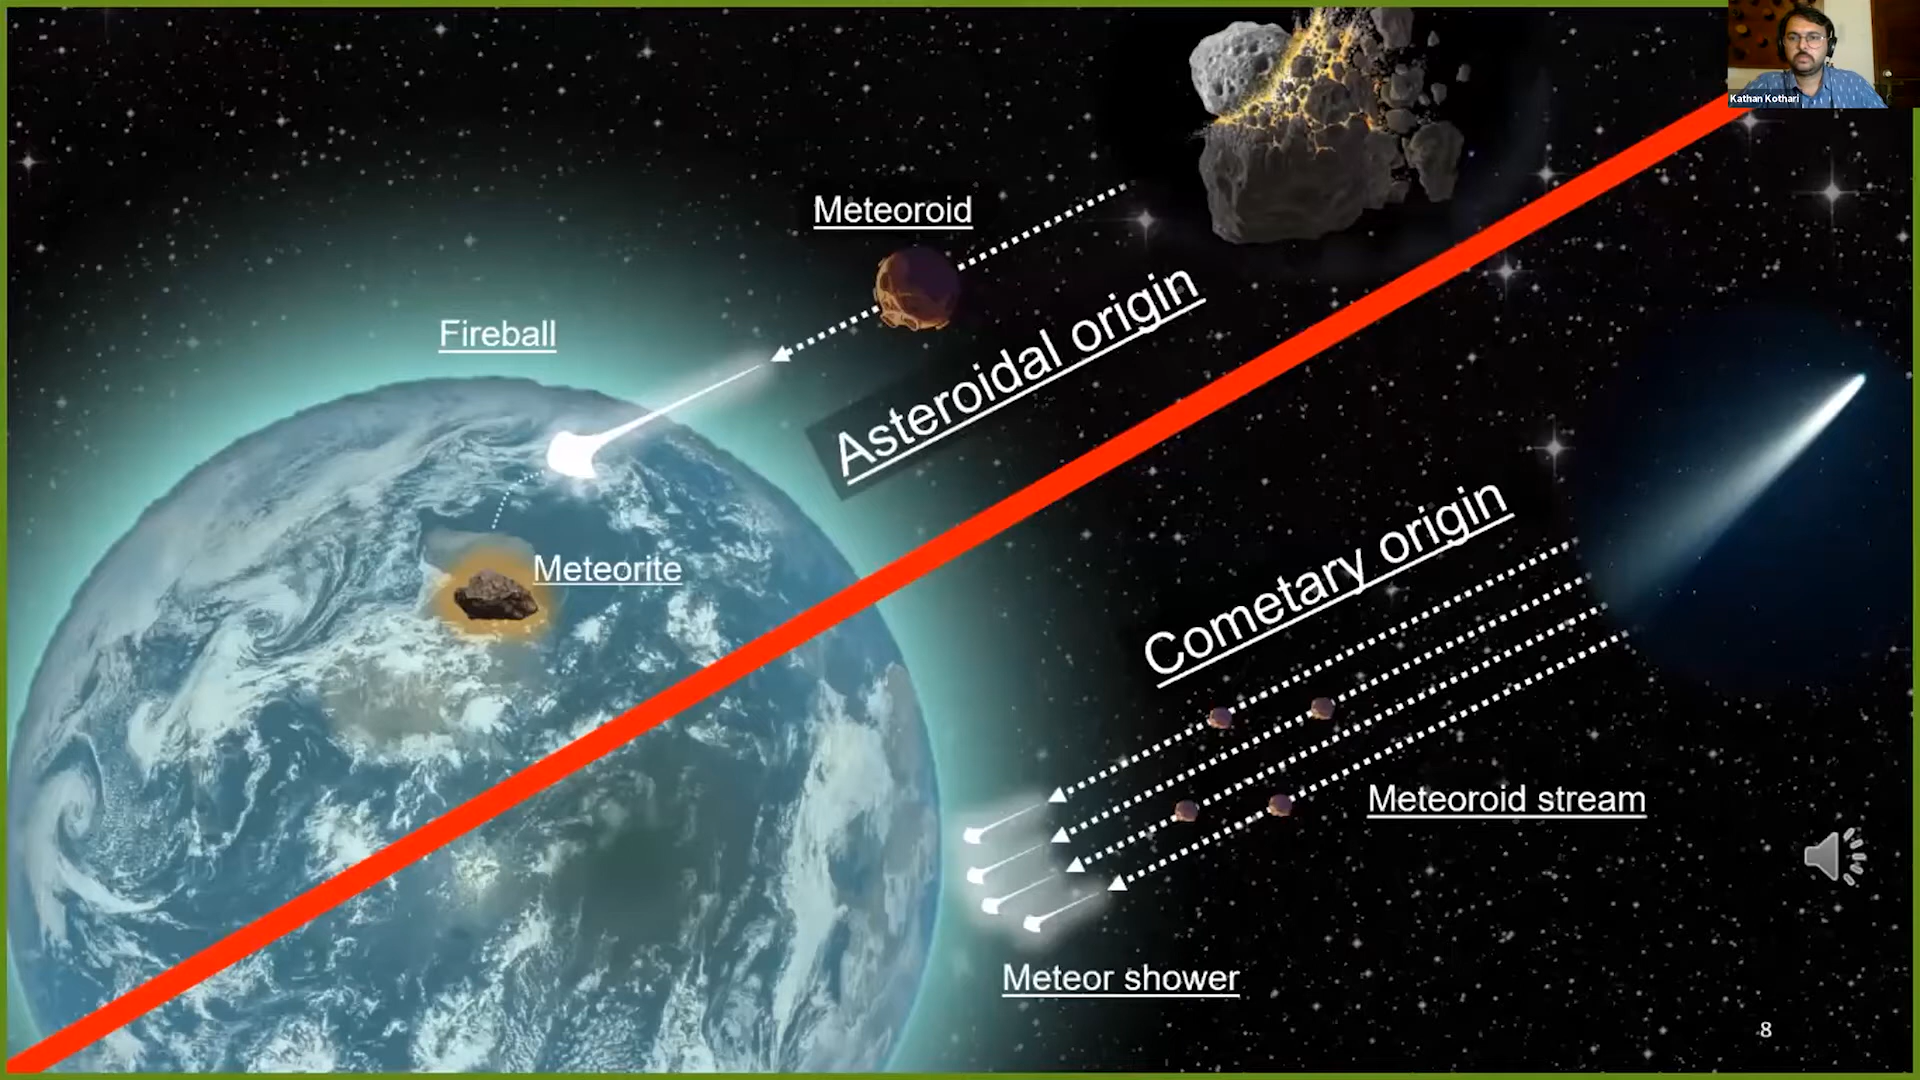 Kathan Kothari
Meteoroid
Asteroidal origin
Fireball
Meteorite
Cometary origin
Meteoroid stream
Meteor shower
8